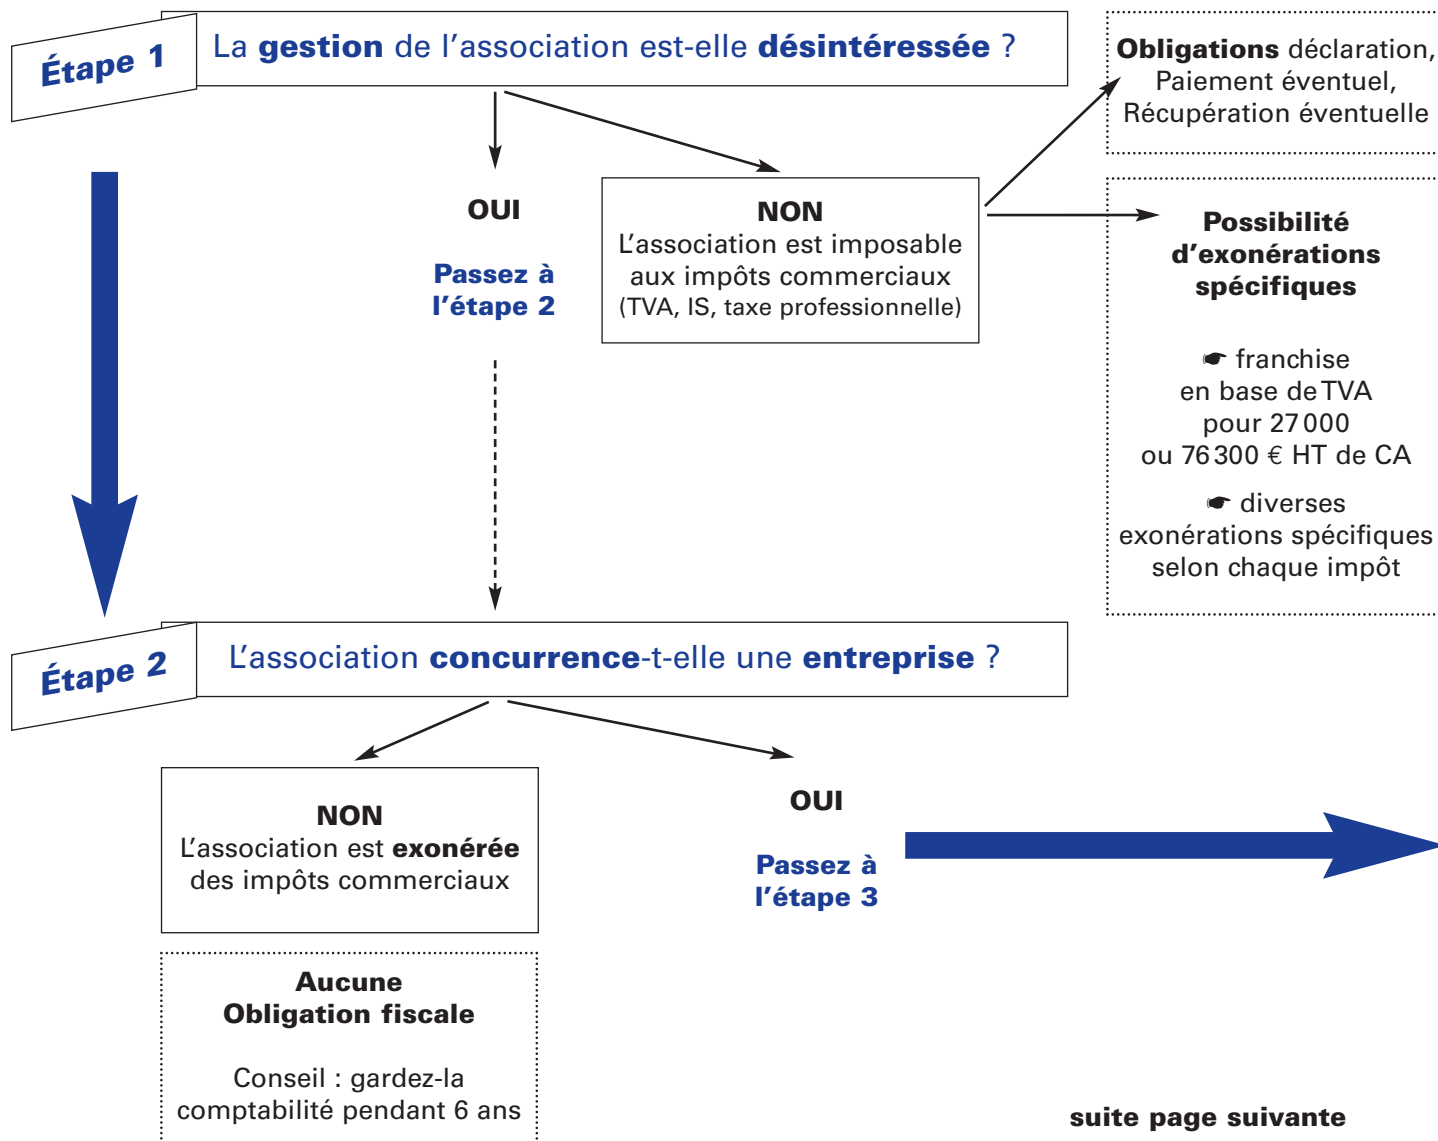 Étape 1
La gestion de l'association est-elle désintéressée ?
Obligations déclaration,
Paiement éventuel,
Récupération éventuelle
OUI
Passez à
l'étape 2
NON
L'association est imposable
aux impôts commerciaux
(TVA, IS, taxe professionnelle)
Possibilité
d'exonérations
spécifiques
☛ franchise
en base de TVA
pour 27 000
ou 76 300 € HT de CA
☛ diverses
exonérations spécifiques
selon chaque impôt
Étape 2
L'association concurrence-t-elle une entreprise ?
NON
L'association est exonérée
des impôts commerciaux
OUI
Passez à
l'étape 3
Aucune
Obligation fiscale
Conseil : gardez-la
comptabilité pendant 6 ans
suite page suivante